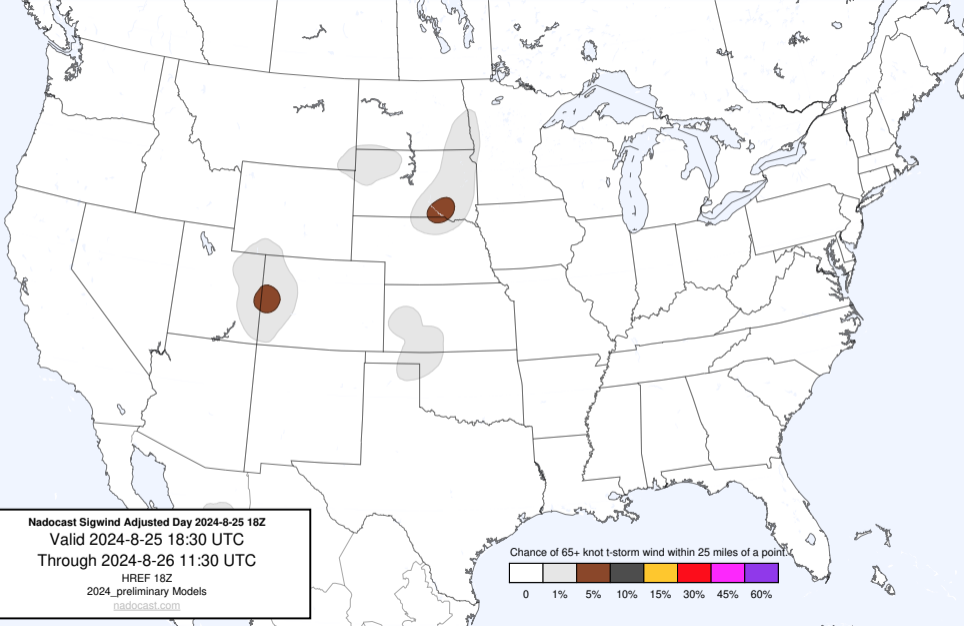 Nadocast Sigwind Adjusted Day 2024-8-25 18Z
Valid 2024-8-25 18:30 UTC
Through 2024-8-26 11:30 UTC
HREF 18Z
2024_preliminary Models
nadocast.com
Chance of 65+ knot t-storm wind within 25 miles of a point.
0 1% 5% 10% 15% 30% 45% 60%